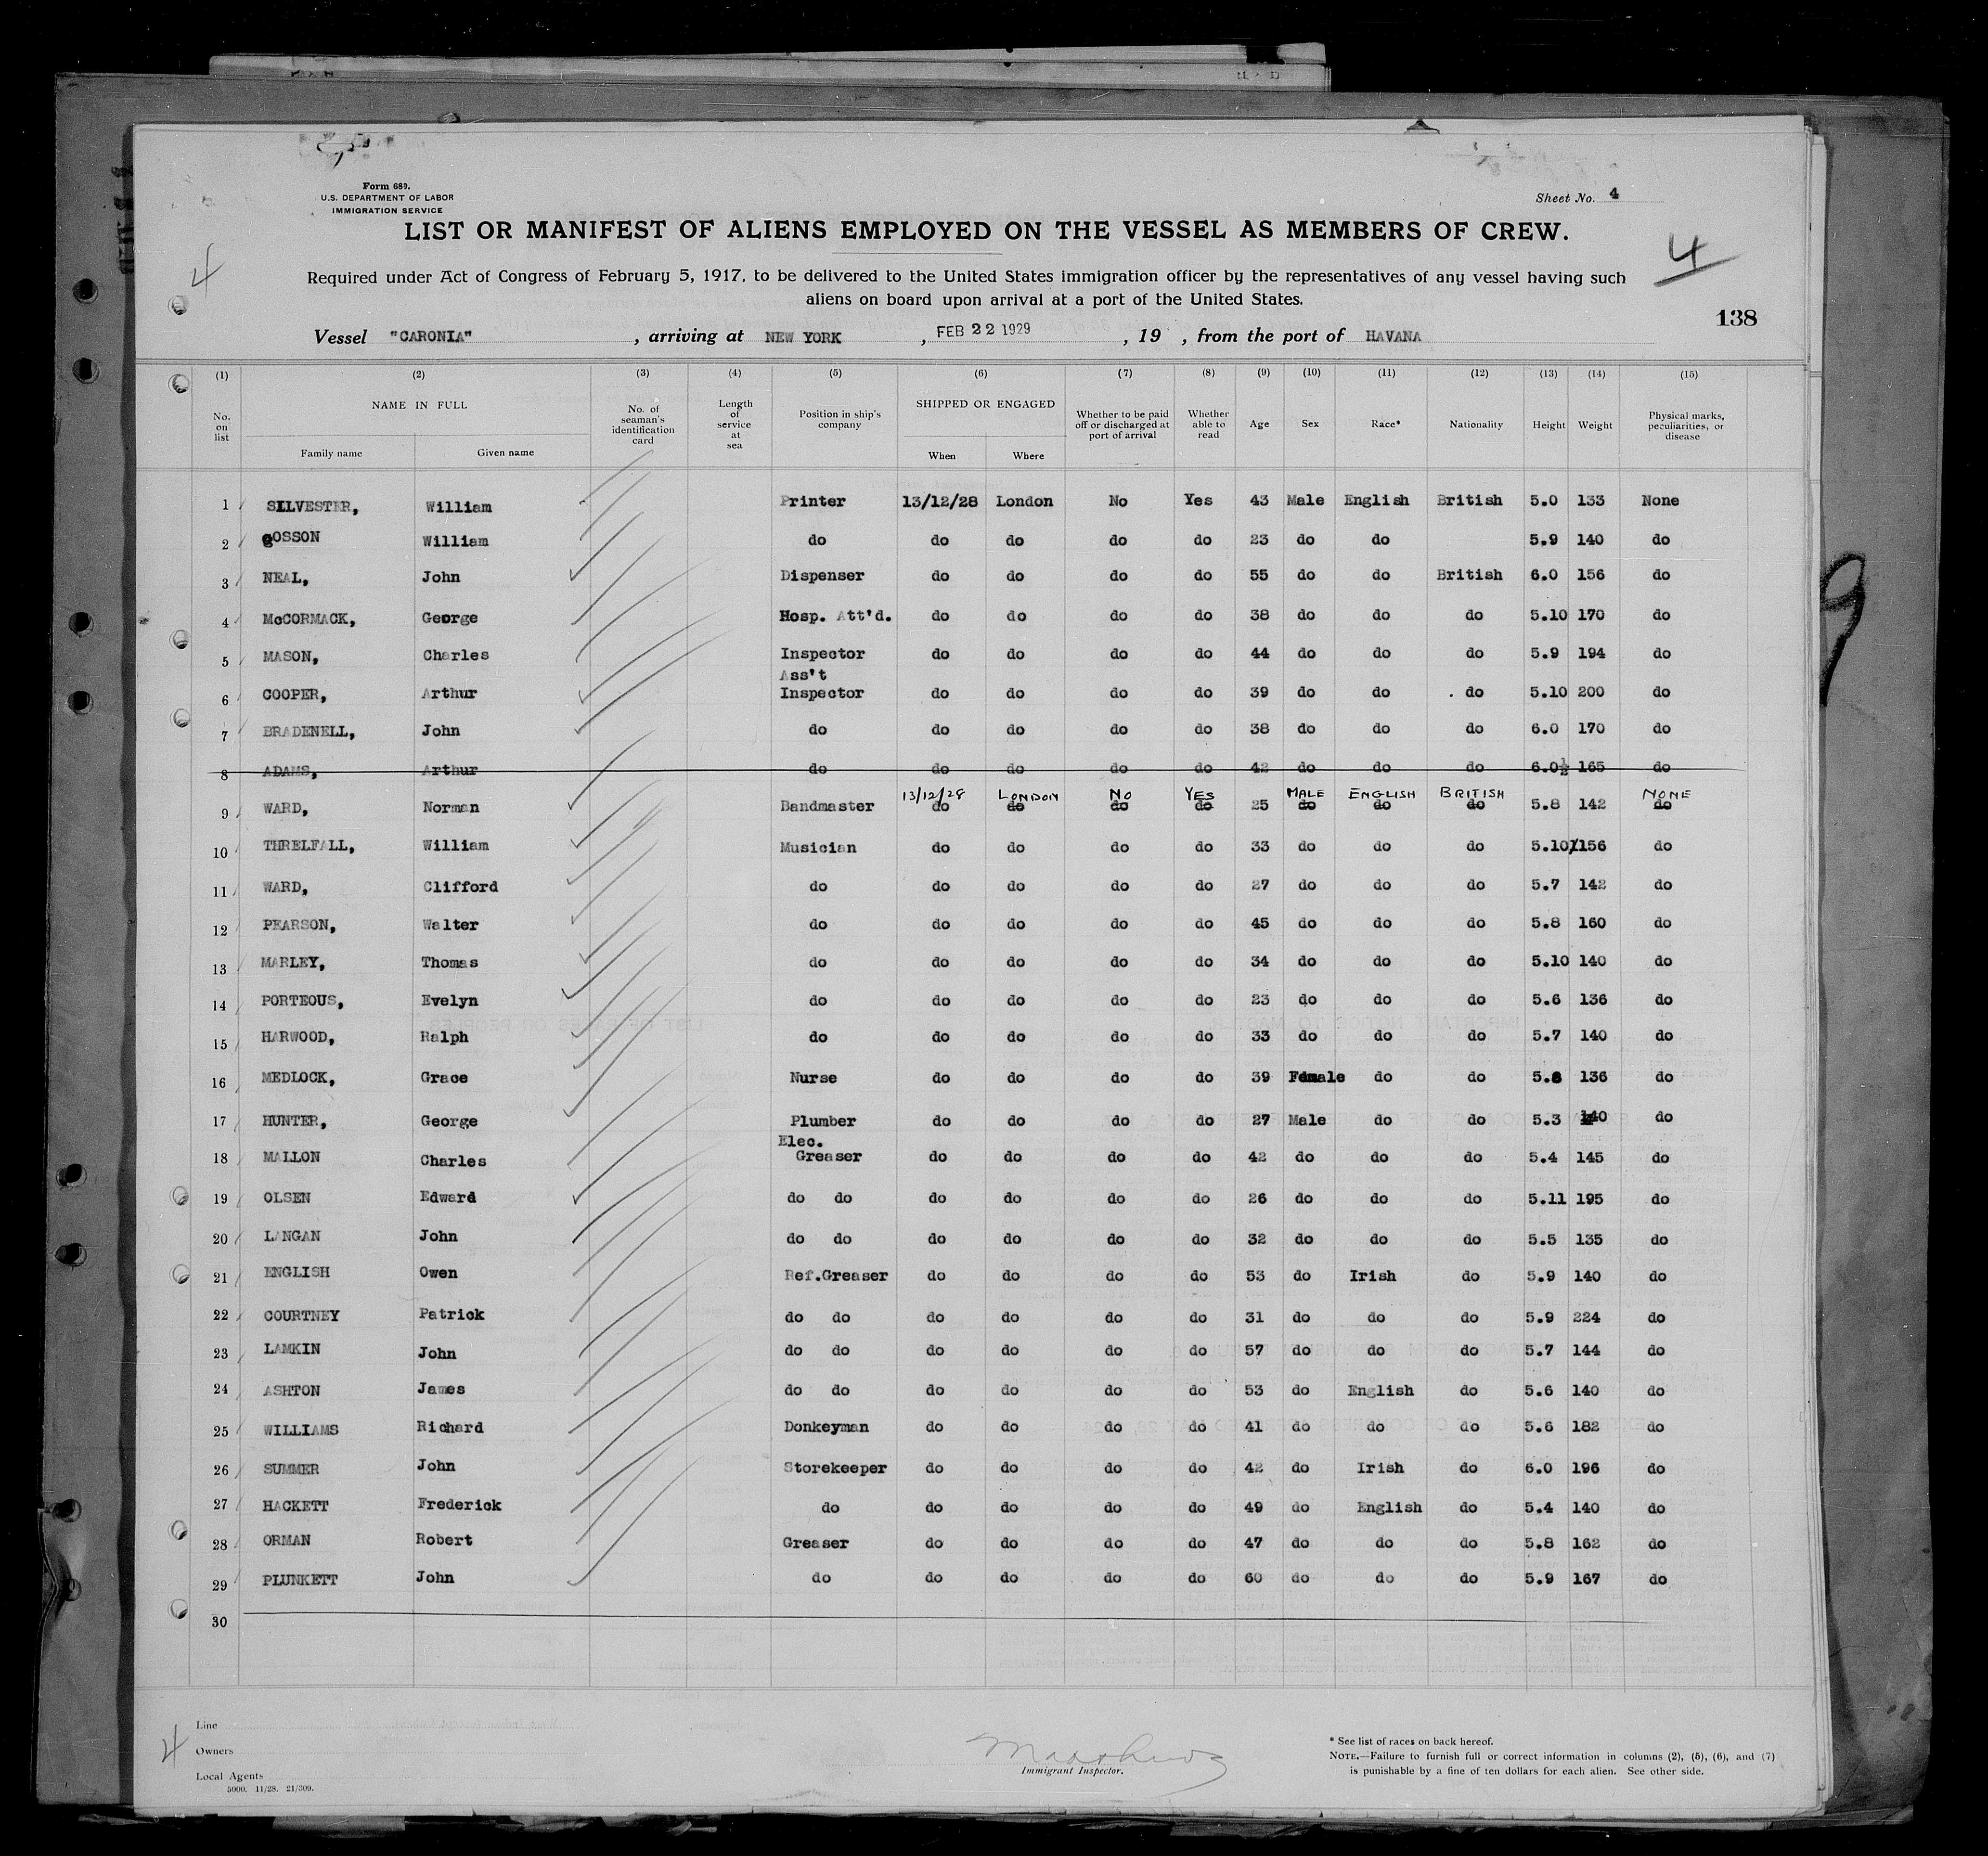 Form 689.
U.S. DEPARTMENT OF LABOR
IMMIGRATION SERVICE
Sheet No. 4
LIST OR MANIFEST OF ALIENS EMPLOYED ON THE VESSEL AS MEMBERS OF CREW.
4
4
Required under Act of Congress of February 5, 1917, to be delivered to the United States immigration officer by the representatives of any vessel having such
aliens on board upon arrival at a port of the United States.
138
Vessel "CARONIA" , arriving at NEW YORK , FEB 22 1929 , 19 , from the port of HAVANA
(1) (2) (3) (4) (5) (6) (7) (8) (9) (10) (11) (12) (13) (14) (15)
No. on list NAME IN FULL Family name Given name No. of seaman's identification card Length of service at sea Position in ship's company SHIPPED OR ENGAGED When Where Whether to be paid off or discharged at port of arrival Whether able to read Age Sex Race* Nationality Height Weight Physical marks, peculiarities, or disease
1 SILVESTER, William Printer 13/12/28 London No Yes 43 Male English British 5.0 133 None
2 gOSSON William do do do do do 23 do do 5.9 140 do
3 NEAL, John Dispenser do do do do 55 do do British 6.0 156 do
4 McCORMACK, George Hosp. Att'd. do do do do 38 do do do 5.10 170 do
5 MASON, Charles Inspector do do do do 44 do do do 5.9 194 do
Ass't
6 COOPER, Arthur Inspector do do do do 39 do do do 5.10 200 do
7 BRADENELL, John do do do do do 38 do do do 6.0 170 do
8 ADAMS, Arthur do do do do do 42 do do do 6.0½ 165 do
13/12/28 LONDON NO YES MALE ENGLISH BRITISH NONE
9 WARD, Norman Bandmaster do do do do 25 do do do 5.8 142 do
10 THRELFALL, William Musician do do do do 33 do do do 5.10 156 do
11 WARD, Clifford do do do do do 27 do do do 5.7 142 do
12 PEARSON, Walter do do do do do 45 do do do 5.8 160 do
13 MARLEY, Thomas do do do do do 34 do do do 5.10 140 do
14 PORTEOUS, Evelyn do do do do do 23 do do do 5.6 136 do
15 HARWOOD, Ralph do do do do do 33 do do do 5.7 140 do
16 MEDLOCK, Grace Nurse do do do do 39 Female do do 5.8 136 do
17 HUNTER, George Plumber do do do do 27 Male do do 5.3 140 do
Elec.
18 MALLON Charles Greaser do do do do 42 do do do 5.4 145 do
19 OLSEN Edward do do do do do do 26 do do do 5.11 195 do
20 LANGAN John do do do do do do 32 do do do 5.5 135 do
21 ENGLISH Owen Ref.Greaser do do do do 53 do Irish do 5.9 140 do
22 COURTNEY Patrick do do do do do do 31 do do do 5.9 224 do
23 LAMKIN John do do do do do do 57 do do do 5.7 144 do
24 ASHTON James do do do do do do 53 do English do 5.6 140 do
25 WILLIAMS Richard Donkeyman do do do do 41 do do do 5.6 182 do
26 SUMMER John Storekeeper do do do do 42 do Irish do 6.0 196 do
27 HACKETT Frederick do do do do do 49 do English do 5.4 140 do
28 ORMAN Robert Greaser do do do do 47 do do do 5.8 162 do
29 PLUNKETT John do do do do do 60 do do do 5.9 167 do
30
Line
Owners
Local Agents
5000. 11/28. 21/309.
4
Immigrant Inspector.
* See list of races on back hereof.
NOTE.—Failure to furnish full or correct information in columns (2), (5), (6), and (7)
is punishable by a fine of ten dollars for each alien. See other side.
9